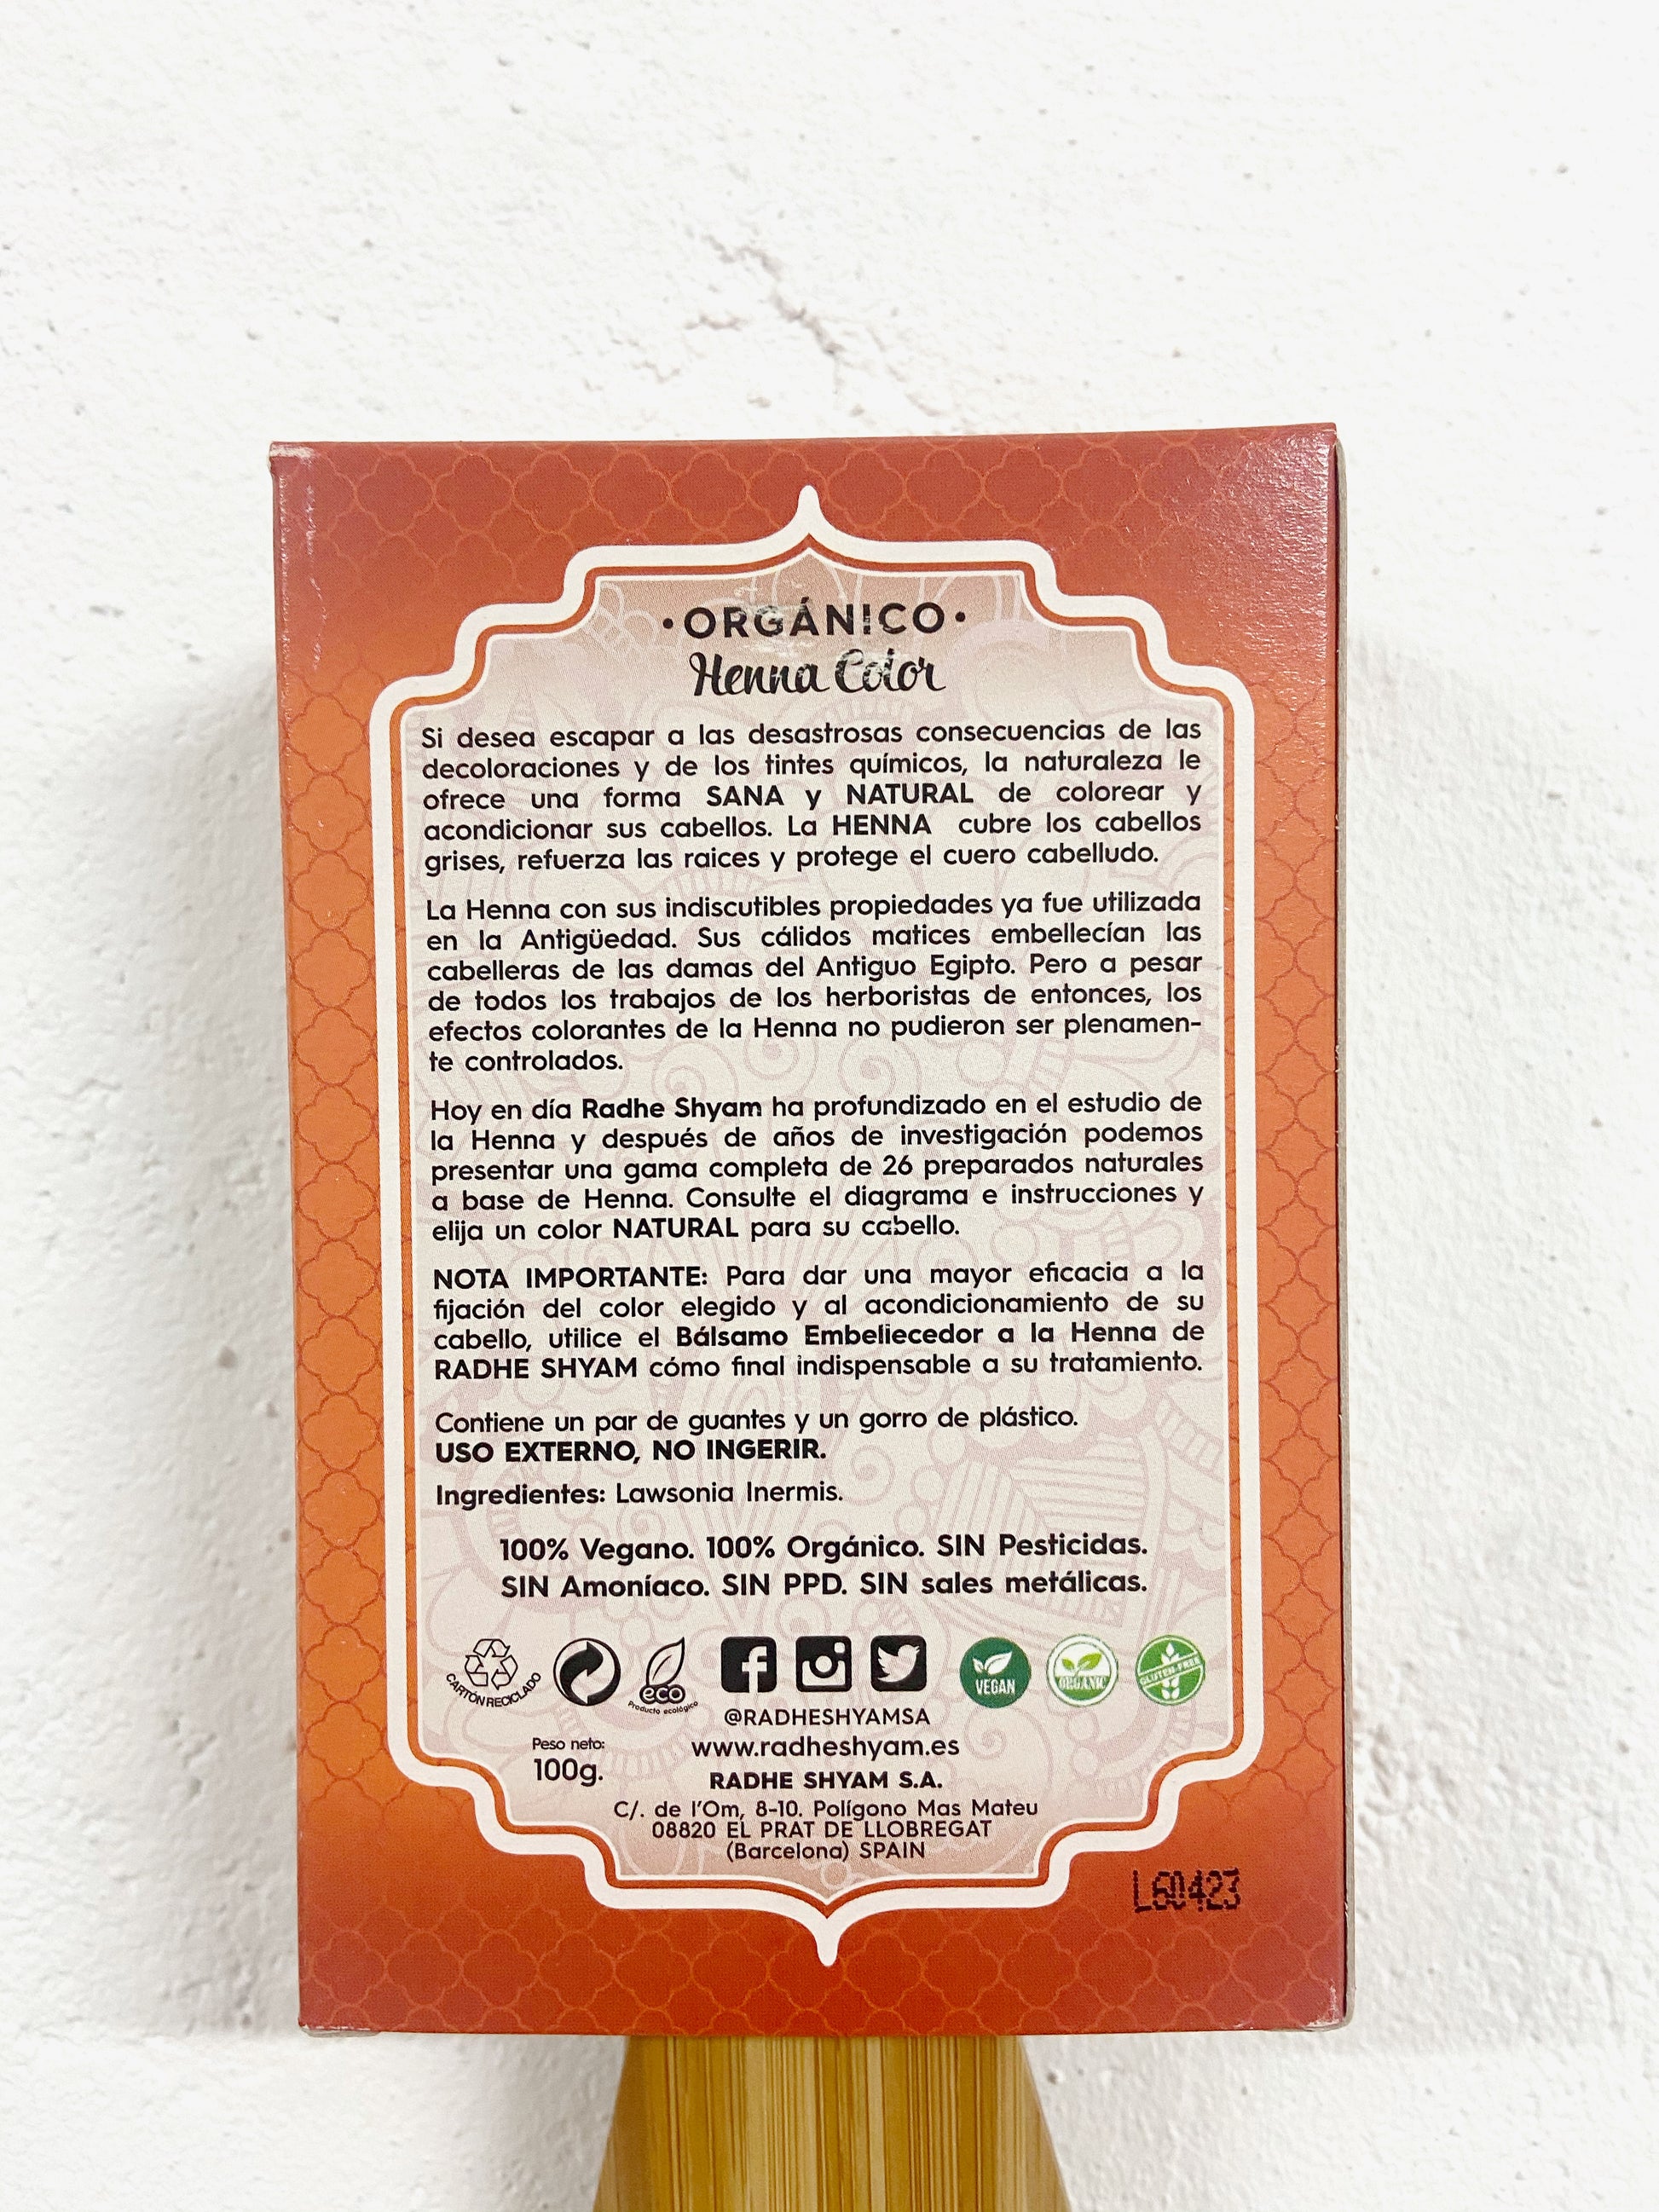 • ORGÁNICO •
Henna Color
Si desea escapar a las desastrosas consecuencias de las
decoloraciones y de los tintes químicos, la naturaleza le
ofrece una forma SANA y NATURAL de colorear y
acondicionar sus cabellos. La HENNA cubre los cabellos
grises, refuerza las raices y protege el cuero cabelludo.
La Henna con sus indiscutibles propiedades ya fue utilizada
en la Antigüedad. Sus cálidos matices embellecían las
cabelleras de las damas del Antiguo Egipto. Pero a pesar
de todos los trabajos de los herboristas de entonces, los
efectos colorantes de la Henna no pudieron ser plenamen-
te controlados.
Hoy en día Radhe Shyam ha profundizado en el estudio de
la Henna y después de años de investigación podemos
presentar una gama completa de 26 preparados naturales
a base de Henna. Consulte el diagrama e instrucciones y
elija un color NATURAL para su cabello.
NOTA IMPORTANTE: Para dar una mayor eficacia a la
fijación del color elegido y al acondicionamiento de su
cabello, utilice el Bálsamo Embellecedor a la Henna de
RADHE SHYAM cómo final indispensable a su tratamiento.
Contiene un par de guantes y un gorro de plástico.
USO EXTERNO, NO INGERIR.
Ingredientes: Lawsonia Inermis.
100% Vegano. 100% Orgánico. SIN Pesticidas.
SIN Amoníaco. SIN PPD. SIN sales metálicas.
CARTÓN RECICLADO
eco
Producto ecológico
VEGAN
ORGANIC
GLUTEN-FREE
@RADHESHYAMSA
Peso neto:
100g.
www.radheshyam.es
RADHE SHYAM S.A.
C/. de l'Om, 8-10. Polígono Mas Mateu
08820 EL PRAT DE LLOBREGAT
(Barcelona) SPAIN
L60423